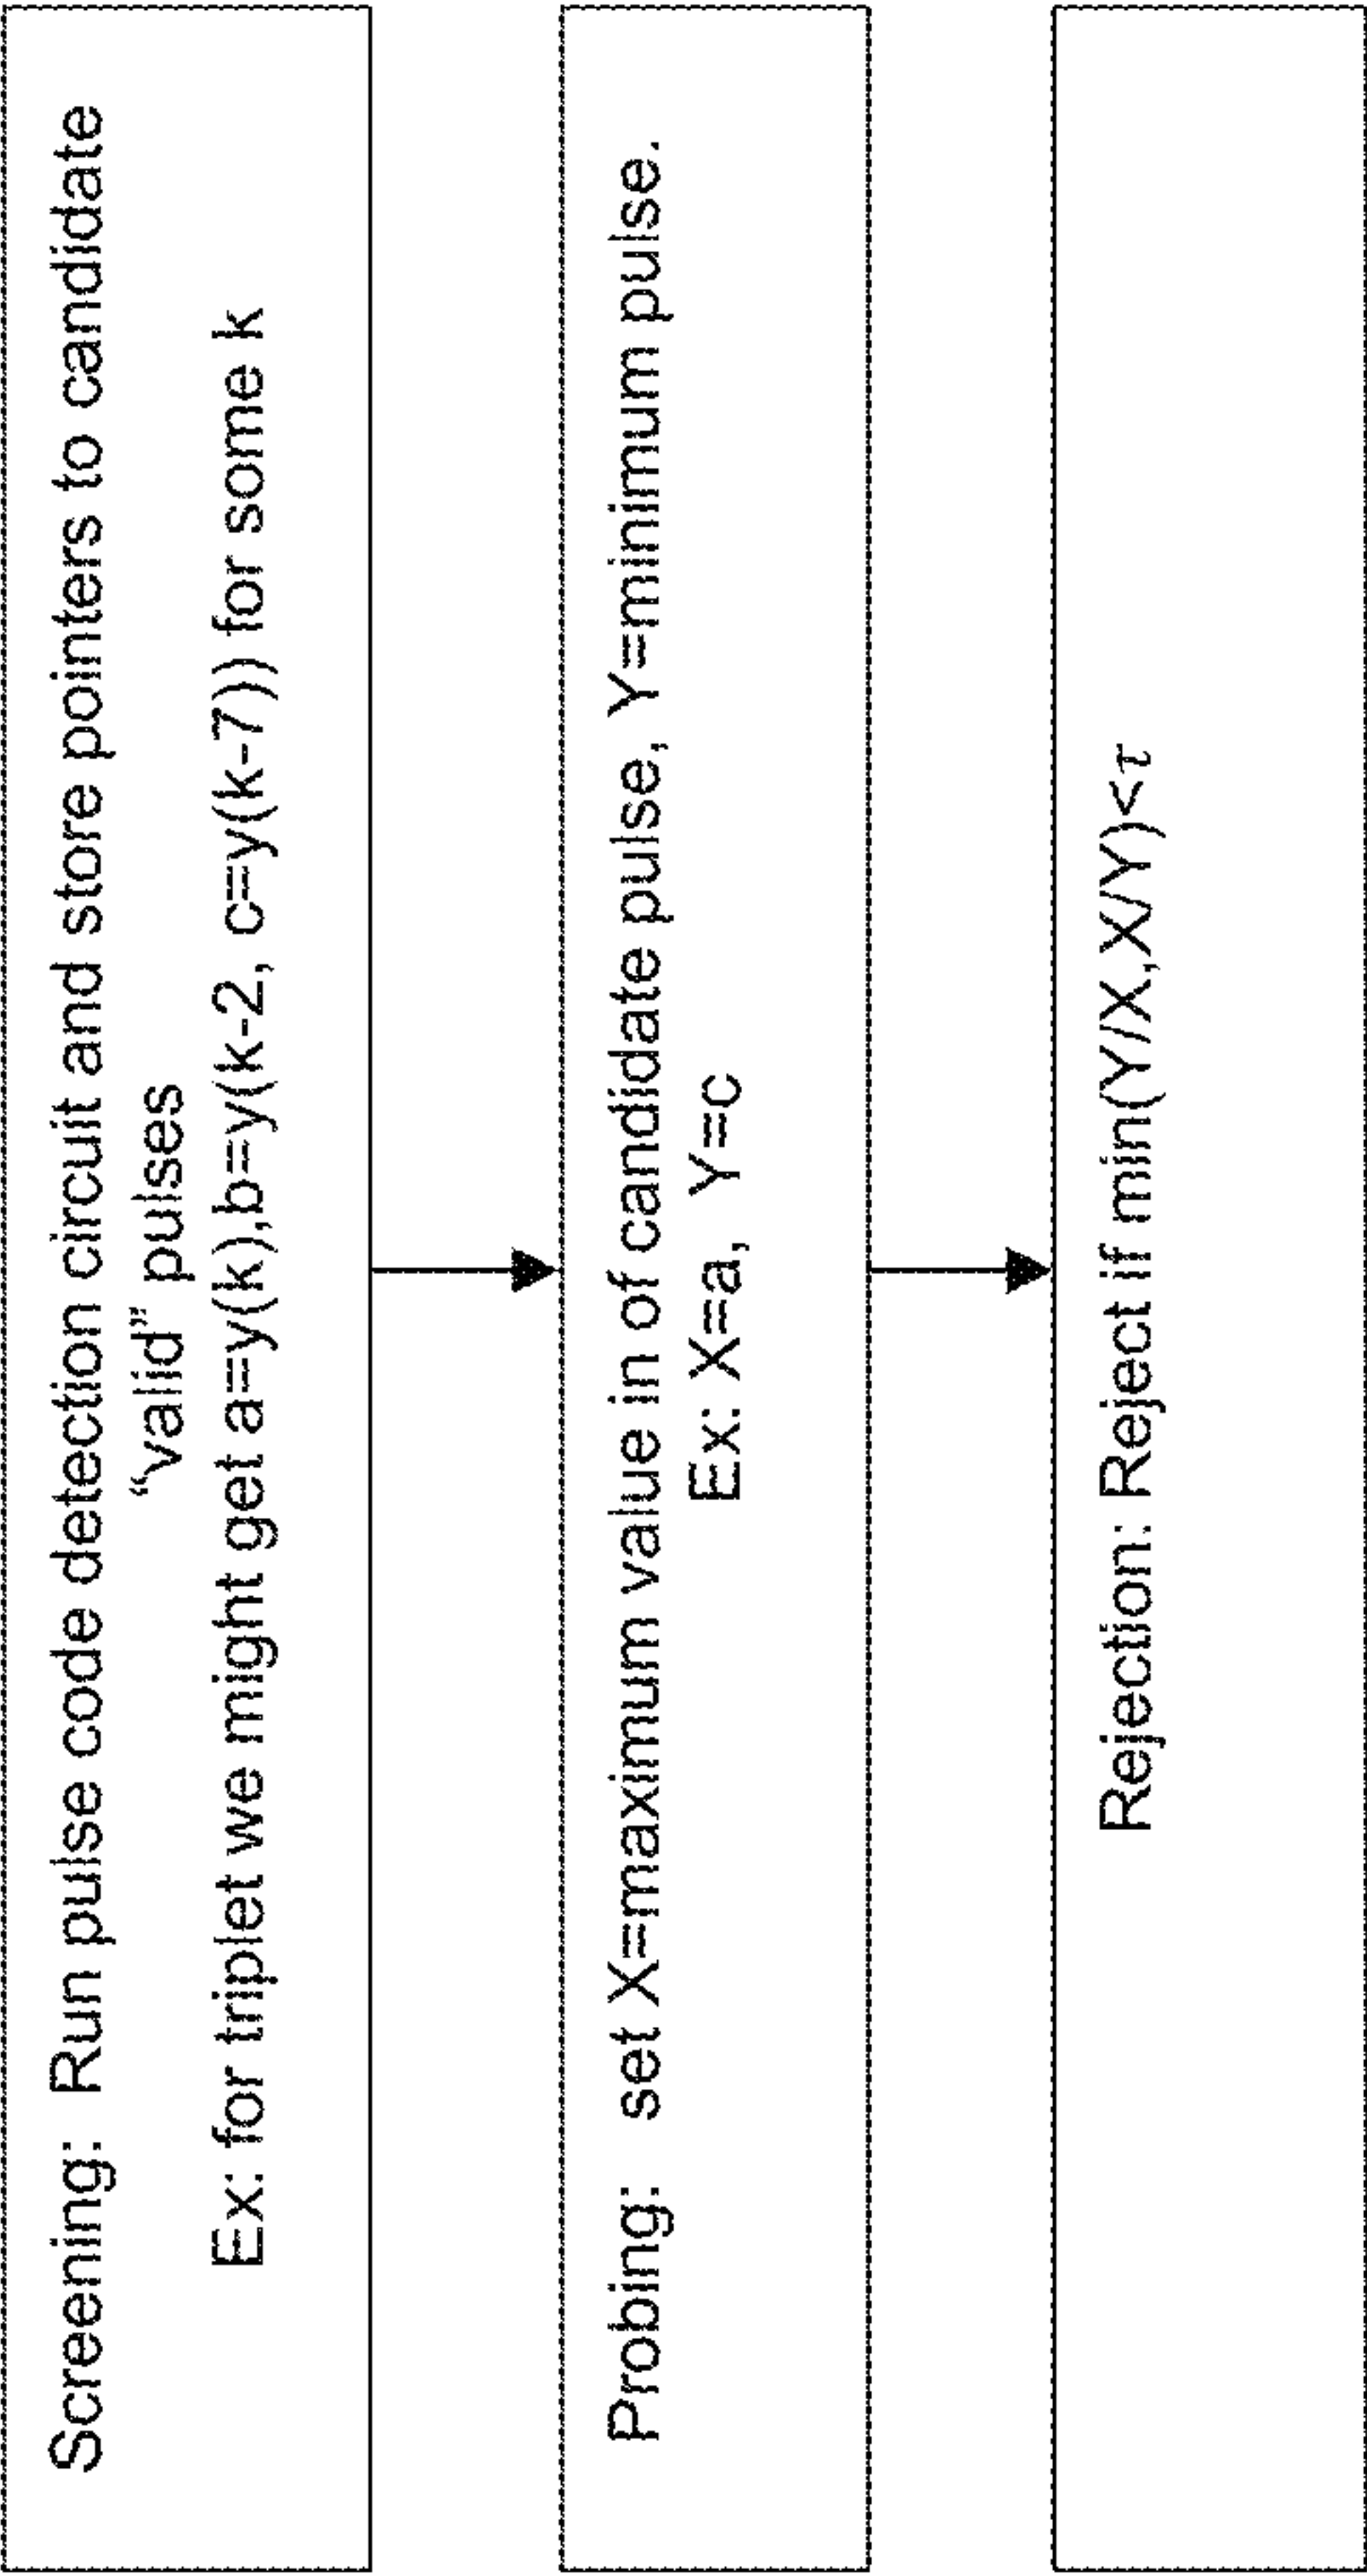 Screening: Run pulse code detection circuit and store pointers to candidate
“valid” pulses
Ex: for triplet we might get a=y(k),b=y(k-2, c=y(k-7)) for some k
Probing: set X=maximum value in of candidate pulse, Y=minimum pulse.
Ex: X=a, Y=c
Rejection: Reject if min(Y/X,X/Y)<τ